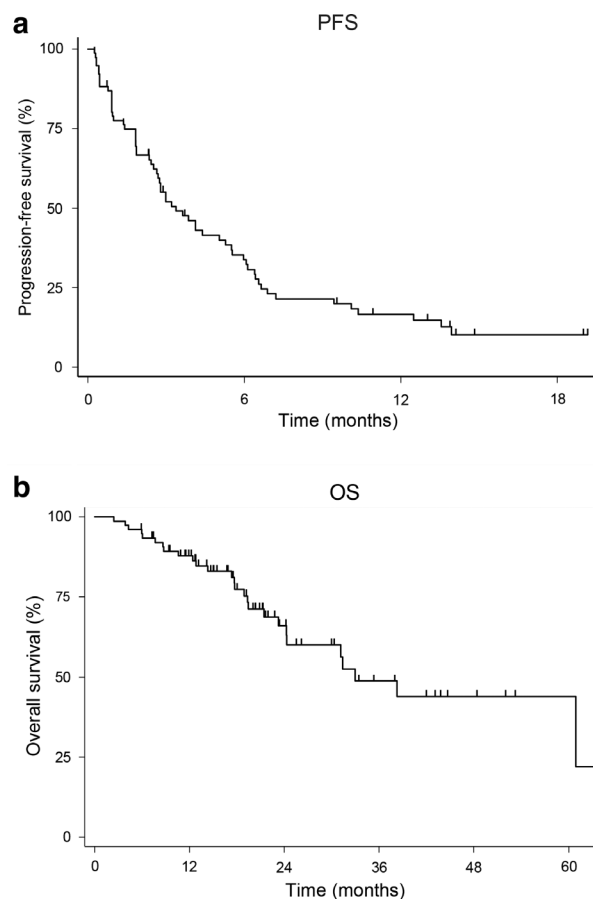 a
PFS
100
75
50
25
0
Progression-free survival (%)
0 6 12 18
Time (months)
b
OS
100
75
50
25
0
Overall survival (%)
0 12 24 36 48 60
Time (months)